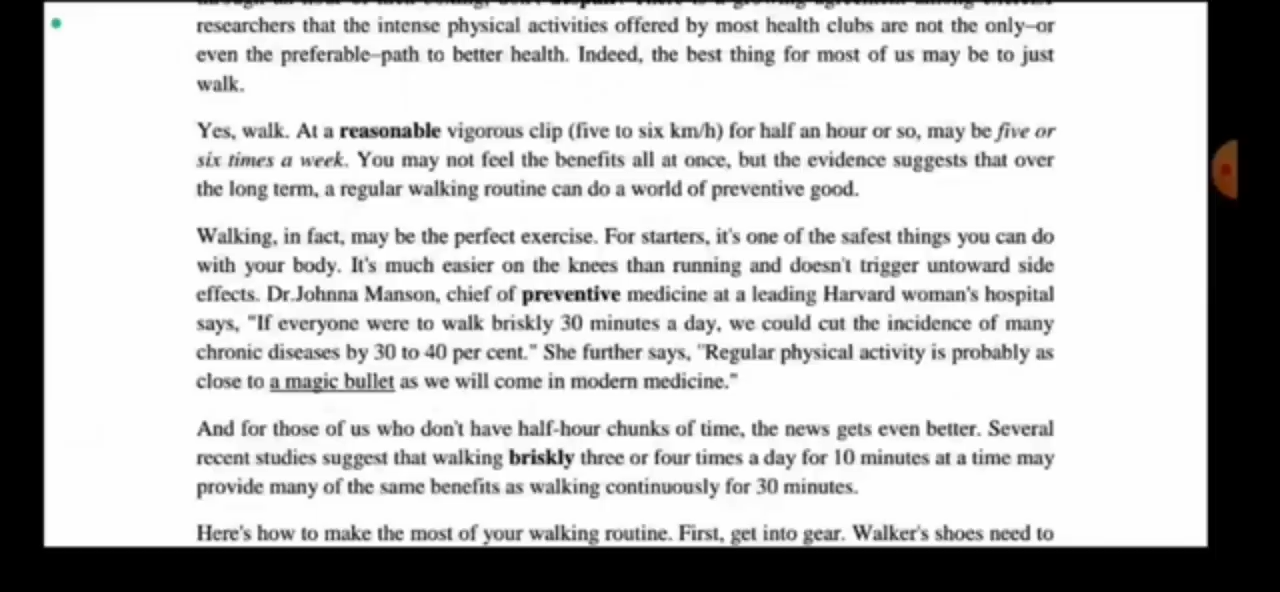 researchers that the intense physical activities offered by most health clubs are not the only–or
even the preferable–path to better health. Indeed, the best thing for most of us may be to just
walk.
Yes, walk. At a reasonable vigorous clip (five to six km/h) for half an hour or so, may be five or
six times a week. You may not feel the benefits all at once, but the evidence suggests that over
the long term, a regular walking routine can do a world of preventive good.
Walking, in fact, may be the perfect exercise. For starters, it's one of the safest things you can do
with your body. It's much easier on the knees than running and doesn't trigger untoward side
effects. Dr.Johnna Manson, chief of preventive medicine at a leading Harvard woman's hospital
says, "If everyone were to walk briskly 30 minutes a day, we could cut the incidence of many
chronic diseases by 30 to 40 per cent." She further says, "Regular physical activity is probably as
close to a magic bullet as we will come in modern medicine."
And for those of us who don't have half-hour chunks of time, the news gets even better. Several
recent studies suggest that walking briskly three or four times a day for 10 minutes at a time may
provide many of the same benefits as walking continuously for 30 minutes.
Here's how to make the most of your walking routine. First, get into gear. Walker's shoes need to